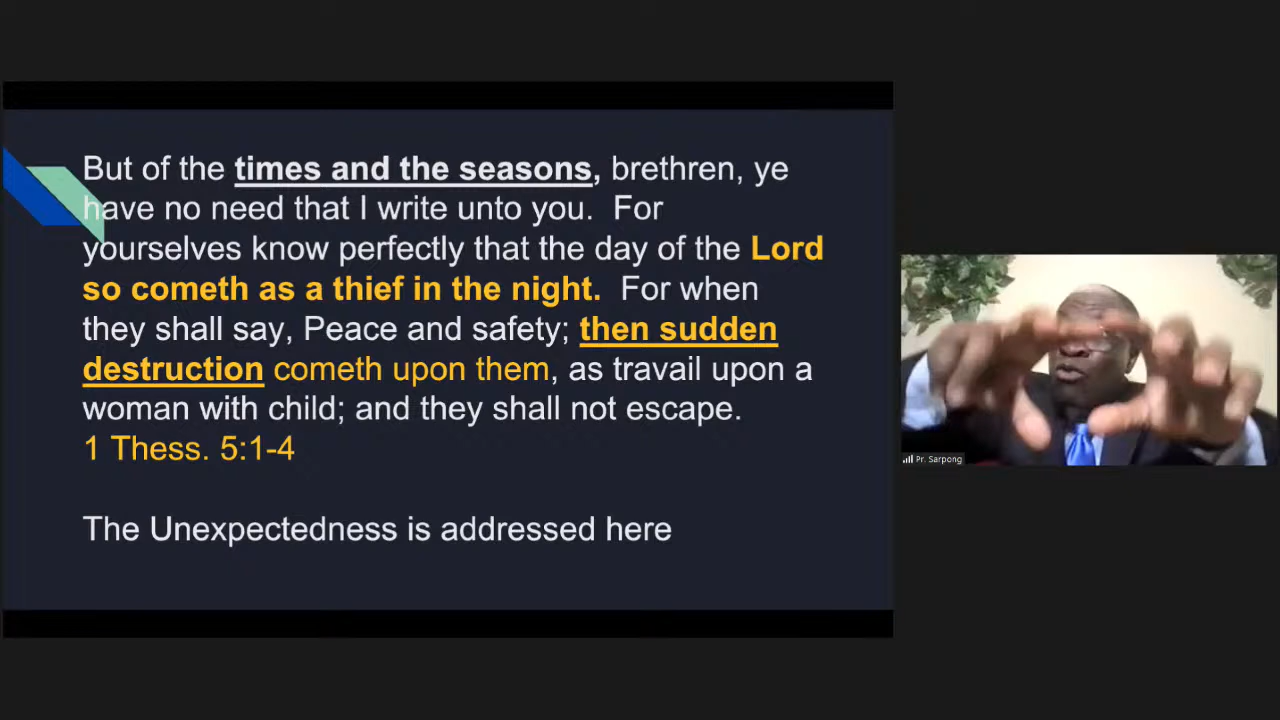 But of the times and the seasons, brethren, ye
have no need that I write unto you.  For
yourselves know perfectly that the day of the Lord
so cometh as a thief in the night.  For when
they shall say, Peace and safety; then sudden
destruction cometh upon them, as travail upon a
woman with child; and they shall not escape.
1 Thess. 5:1-4
The Unexpectedness is addressed here
Pr. Sarpong